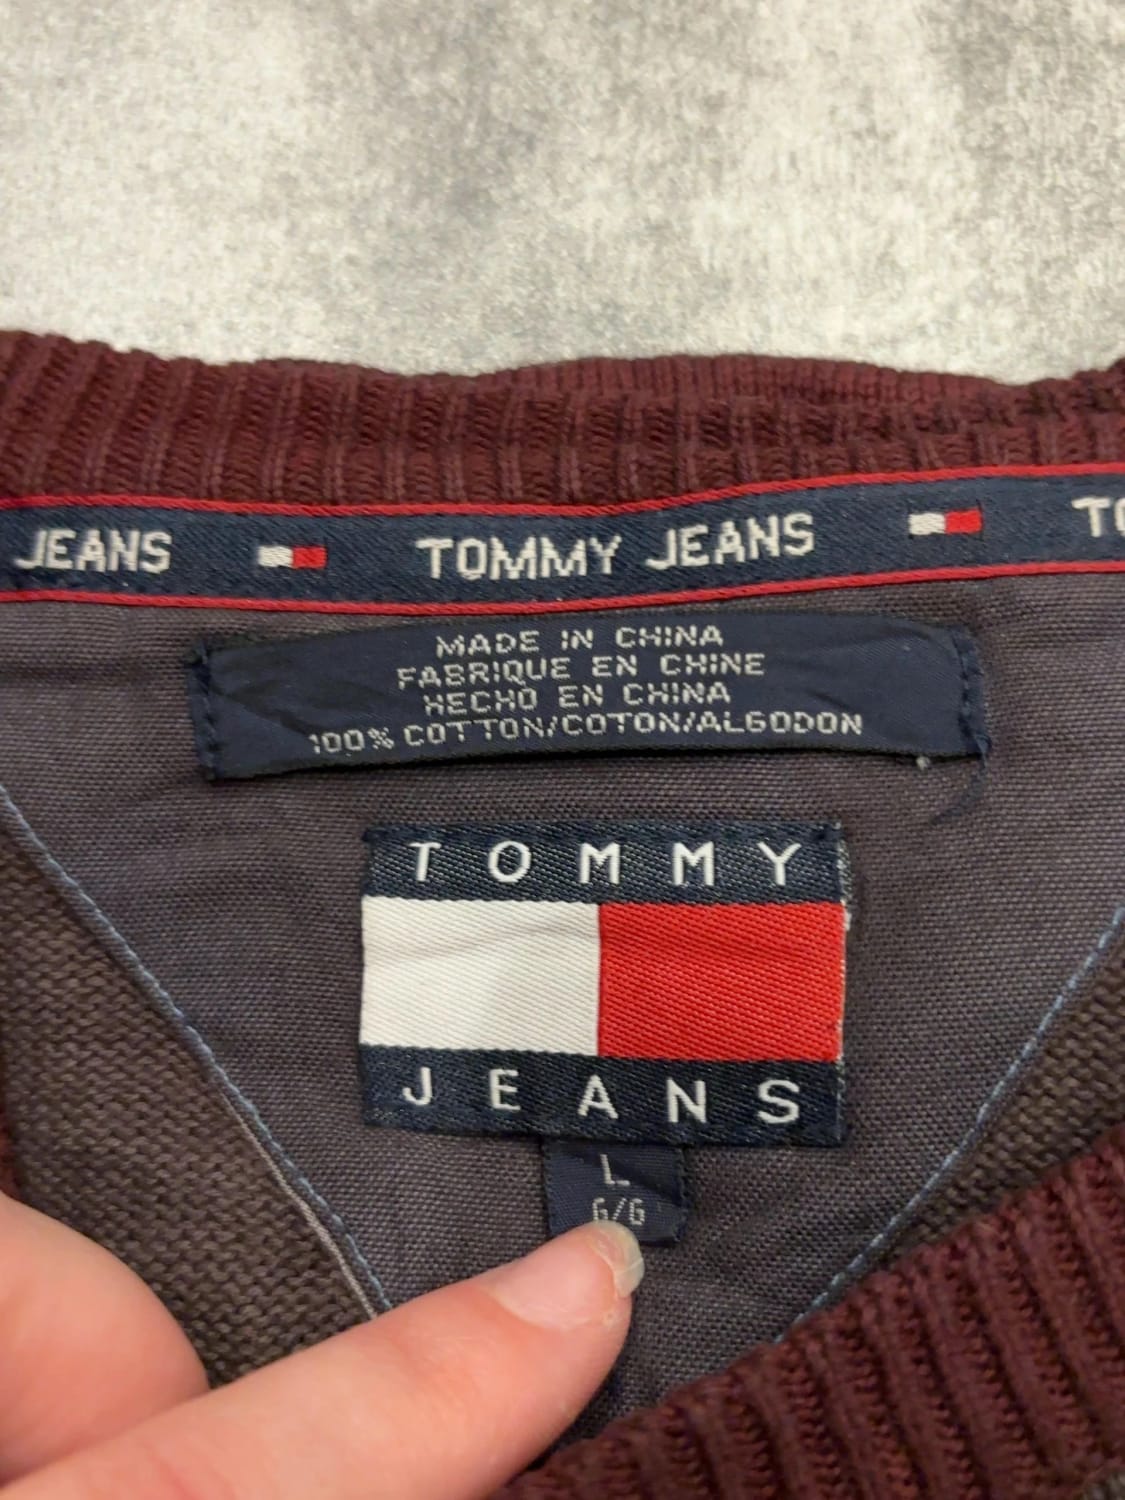 JEANS TOMMY JEANS TO
MADE IN CHINA
FABRIQUE EN CHINE
HECHO EN CHINA
100% COTTON/COTON/ALGODON
TOMMY
JEANS
L
G/G